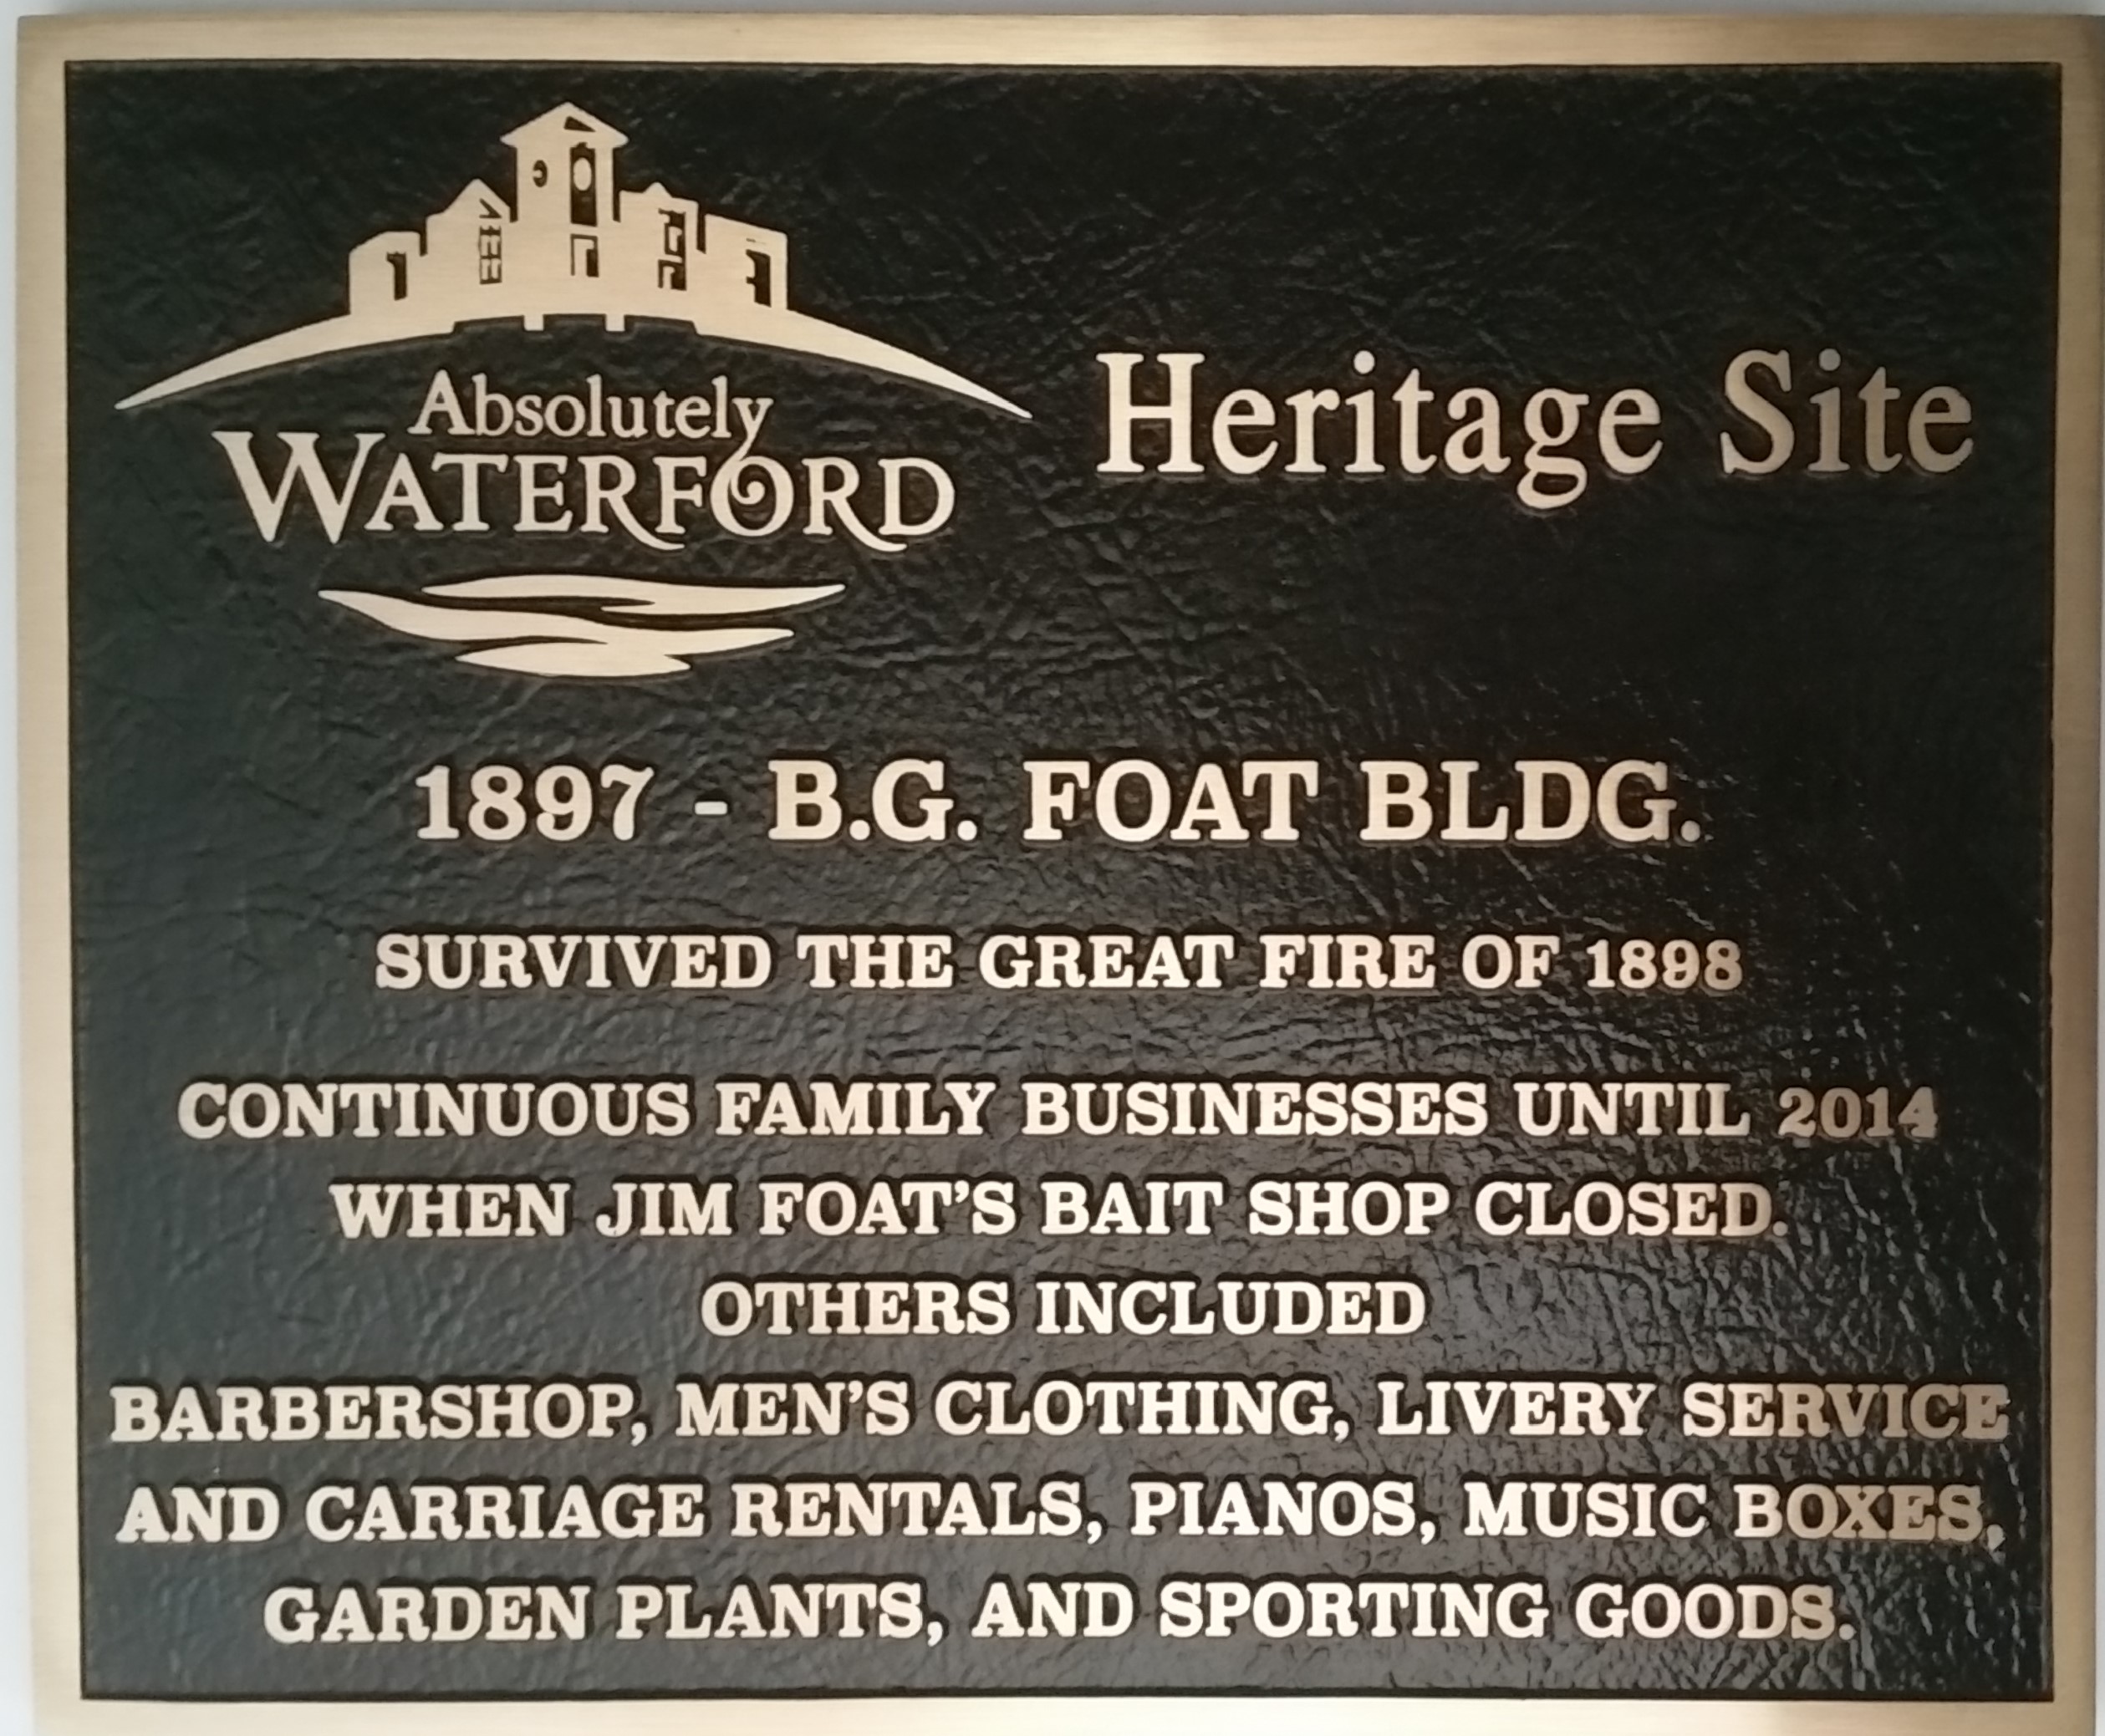 Absolutely
WATERFORD
Heritage Site
1897 - B.G. FOAT BLDG.
SURVIVED THE GREAT FIRE OF 1898
CONTINUOUS FAMILY BUSINESSES UNTIL 2014
WHEN JIM FOAT'S BAIT SHOP CLOSED.
OTHERS INCLUDED
BARBERSHOP, MEN'S CLOTHING, LIVERY SERVICE
AND CARRIAGE RENTALS, PIANOS, MUSIC BOXES,
GARDEN PLANTS, AND SPORTING GOODS.